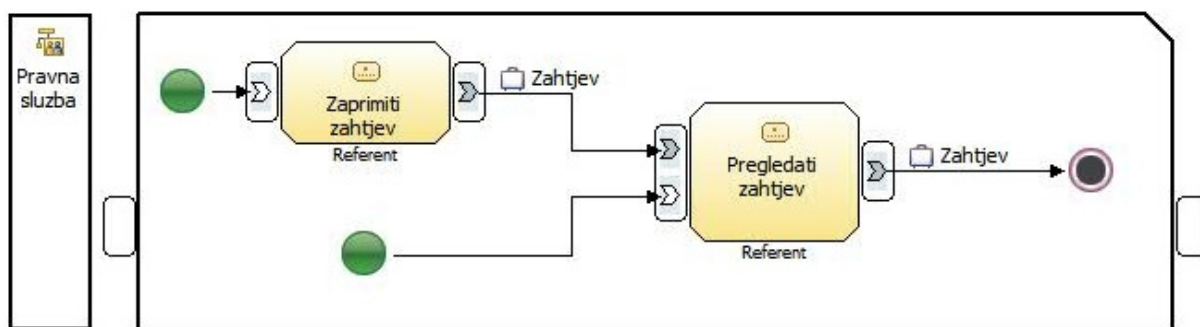 Pravna
sluzba
Zaprimiti
zahtjev
Referent
Zahtjev
Pregledati
zahtjev
Referent
Zahtjev